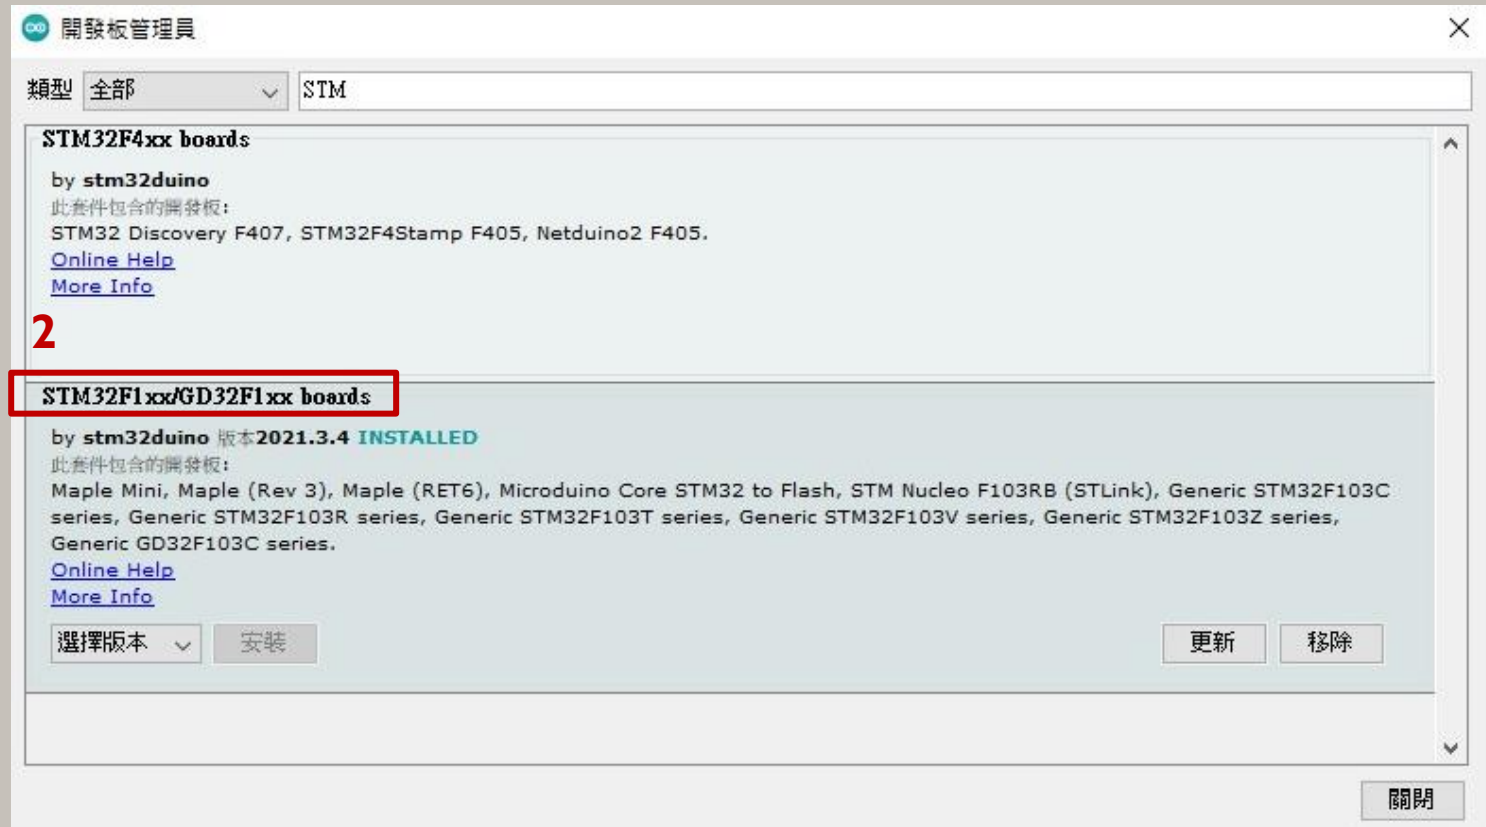 開發板管理員
類型 全部 STM
STM32F4xx boards
by stm32duino
此套件包含的開發板:
STM32 Discovery F407, STM32F4Stamp F405, Netduino2 F405.
Online Help
More Info
2
STM32F1xx/GD32F1xx boards
by stm32duino 版本2021.3.4 INSTALLED
此套件包含的開發板:
Maple Mini, Maple (Rev 3), Maple (RET6), Microduino Core STM32 to Flash, STM Nucleo F103RB (STLink), Generic STM32F103C
series, Generic STM32F103R series, Generic STM32F103T series, Generic STM32F103V series, Generic STM32F103Z series,
Generic GD32F103C series.
Online Help
More Info
選擇版本 安裝 更新 移除
關閉